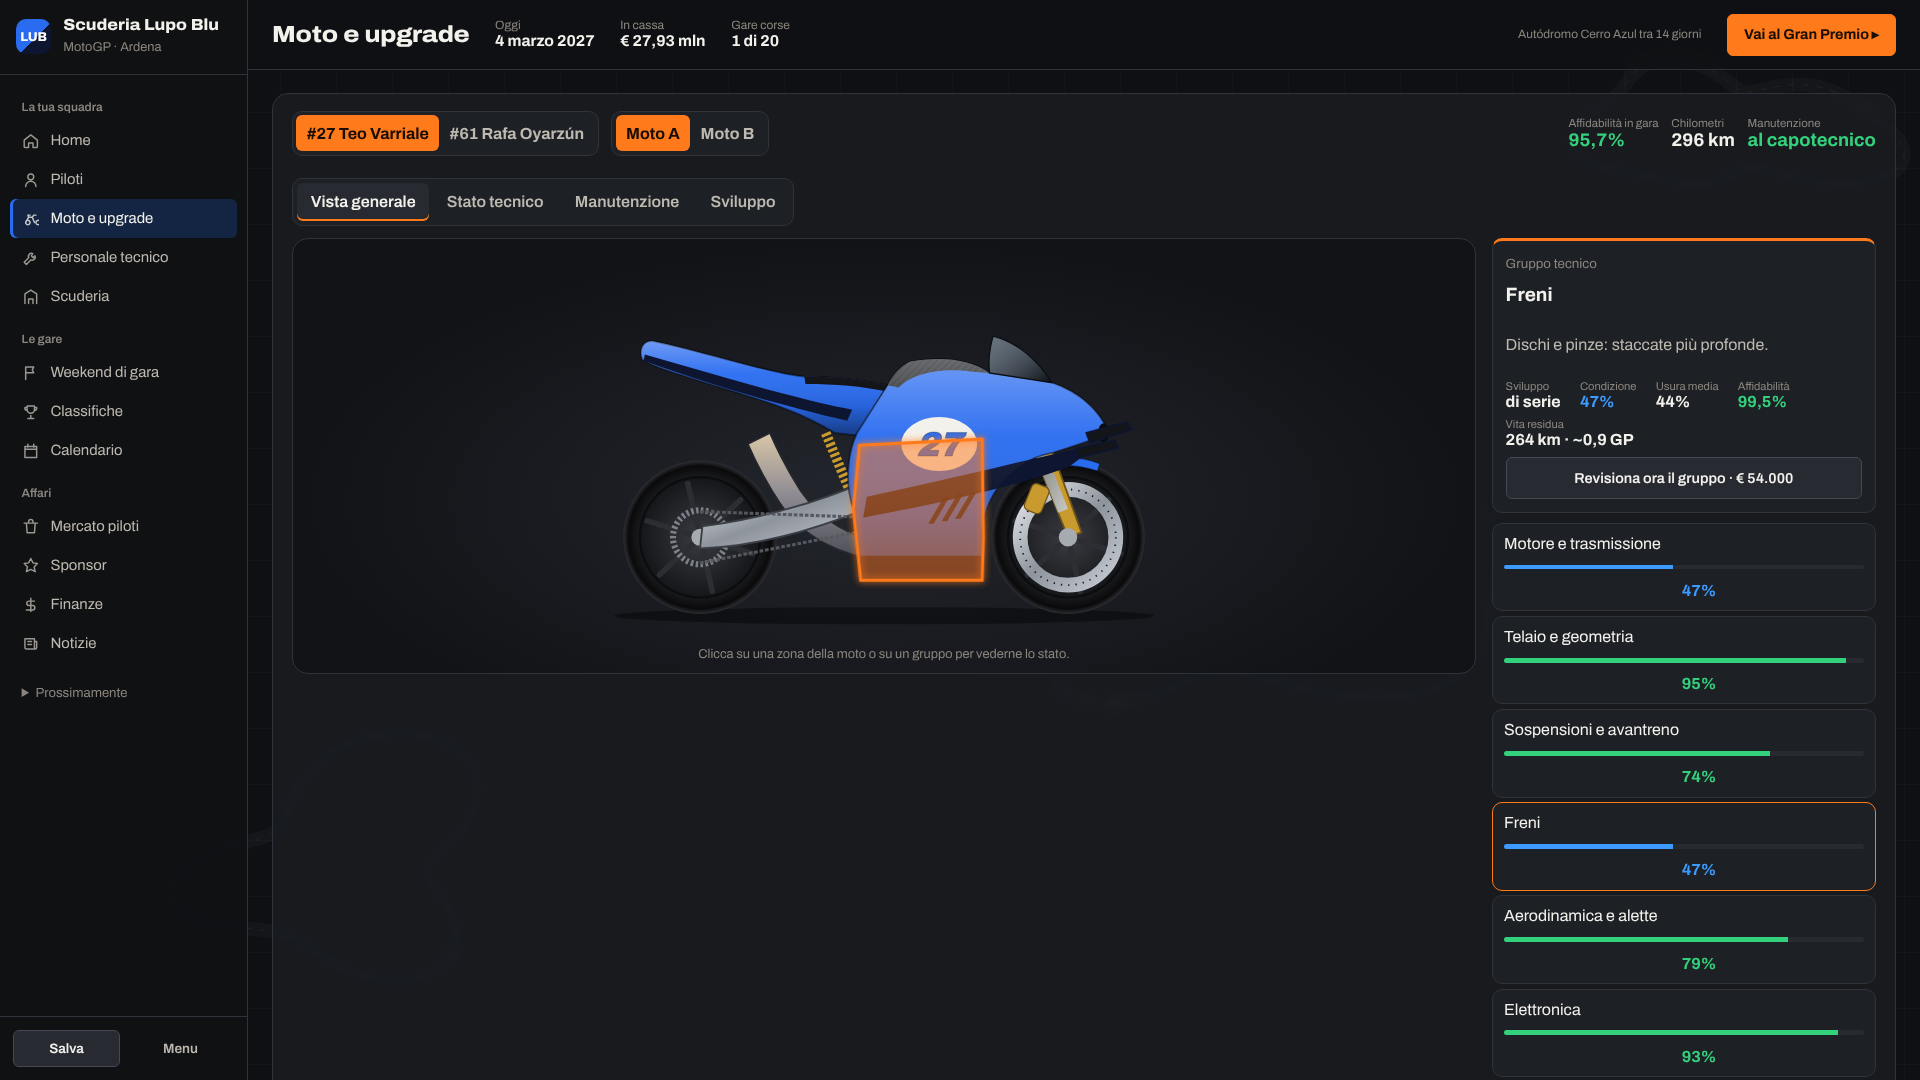 LUB
Scuderia Lupo Blu
MotoGP · Ardena
La tua squadra
Home
Piloti
Moto e upgrade
Personale tecnico
Scuderia
Le gare
Weekend di gara
Classifiche
Calendario
Affari
Mercato piloti
Sponsor
Finanze
Notizie
Prossimamente
Salva
Menu
Moto e upgrade
Oggi
4 marzo 2027
In cassa
€ 27,93 mln
Gare corse
1 di 20
Autódromo Cerro Azul tra 14 giorni
Vai al Gran Premio ▸
#27 Teo Varriale
#61 Rafa Oyarzún
Moto A
Moto B
Affidabilità in gara
95,7%
Chilometri
296 km
Manutenzione
al capotecnico
Vista generale
Stato tecnico
Manutenzione
Sviluppo
27
Clicca su una zona della moto o su un gruppo per vederne lo stato.
Gruppo tecnico
Freni
Dischi e pinze: staccate più profonde.
Sviluppo
di serie
Condizione
47%
Usura media
44%
Affidabilità
99,5%
Vita residua
264 km · ~0,9 GP
Revisiona ora il gruppo · € 54.000
Motore e trasmissione
47%
Telaio e geometria
95%
Sospensioni e avantreno
74%
Freni
47%
Aerodinamica e alette
79%
Elettronica
93%